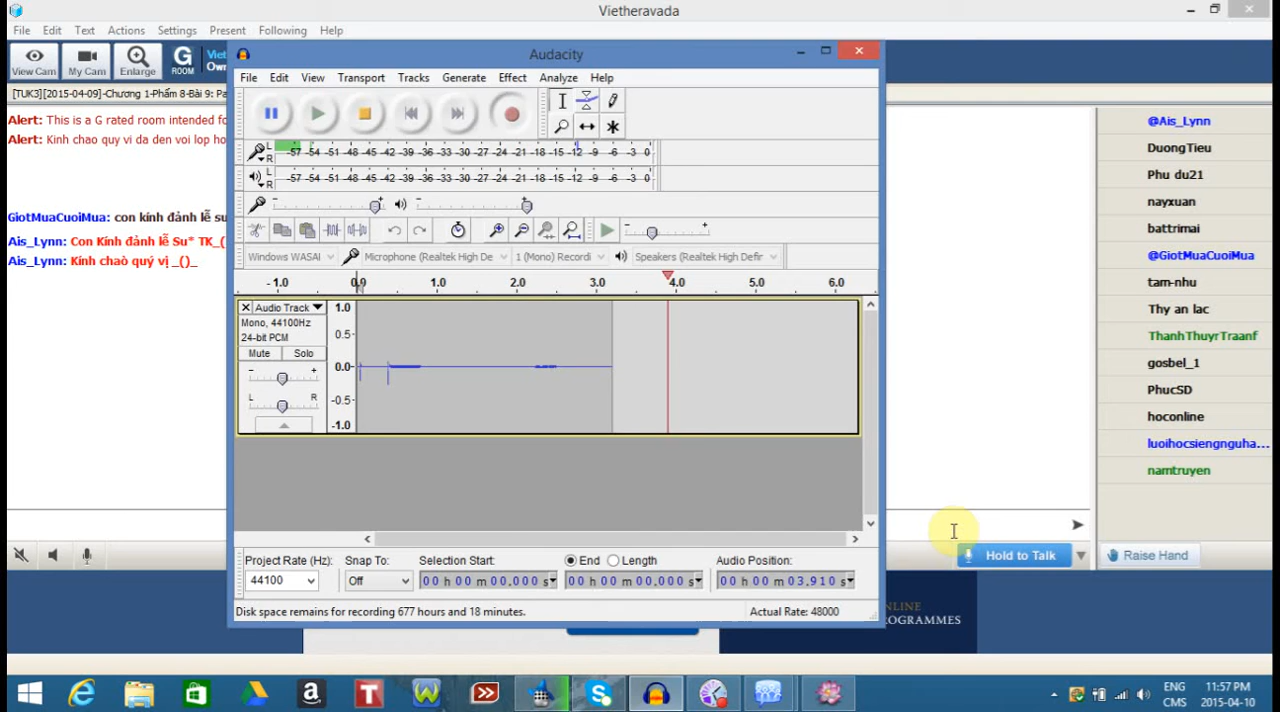 Vietheravada
File Edit Text Actions Settings Present Following Help
View Cam My Cam Enlarge G ROOM
[TUK3][2015-04-09]-Chương 1-Phẩm 8-Bài 9: Pa
Alert: This is a G rated room intended fo
Alert: Kinh chao quy vi da den voi lop ho
GiotMuaCuoiMua: con kính đảnh lễ su
Ais_Lynn: Con Kính đảnh lễ Su* TK_(
Ais_Lynn: Kính chaò quý vị _()_
Audacity
File Edit View Transport Tracks Generate Effect Analyze Help
L R -57 -54 -51 -48 -45 -42 -39 -36 -33 -30 -27 -24 -21 -18 -15 -12 -9 -6 -3 0
L R -57 -54 -51 -48 -45 -42 -39 -36 -33 -30 -27 -24 -21 -18 -15 -12 -9 -6 -3 0
Windows WASAI Microphone (Realtek High De 1 (Mono) Recordi Speakers (Realtek High Defir
- 1.0 0.0 1.0 2.0 3.0 4.0 5.0 6.0
Audio Track
Mono, 44100Hz
24-bit PCM
Mute Solo
- +
L R
1.0
0.5
0.0
-0.5
-1.0
Project Rate (Hz): Snap To: Selection Start: End Length Audio Position:
44100 Off 00 h 00 m 00,000 s 00 h 00 m 00,000 s 00 h 00 m 03,910 s
Disk space remains for recording 677 hours and 18 minutes. Actual Rate: 48000
@Ais_Lynn
DuongTieu
Phu du21
nayxuan
battrimai
@GiotMuaCuoiMua
tam-nhu
Thy an lac
ThanhThuyrTraanf
gosbel_1
PhucSD
hoconline
luoihocsiengnguha...
namtruyen
Hold to Talk Raise Hand
ROGRAMMES
ENG 11:57 PM
CMS 2015-04-10